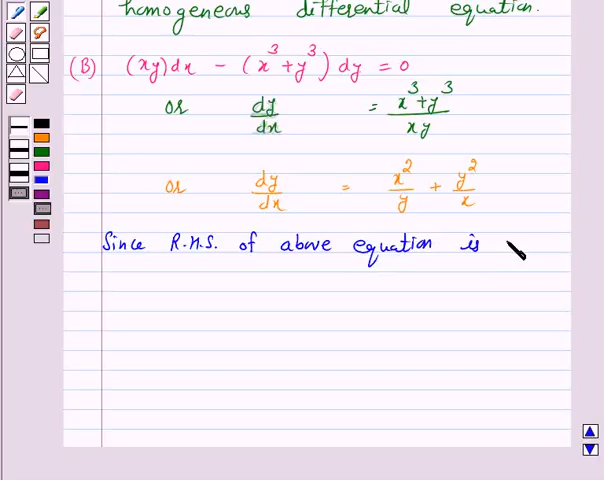 homogeneous differential equation.
(B) (xy)dx - (x³+y³) dy = 0
or dy/dx = x³+y³/xy
or dy/dx = x²/y + y²/x
Since R.H.S. of above equation is